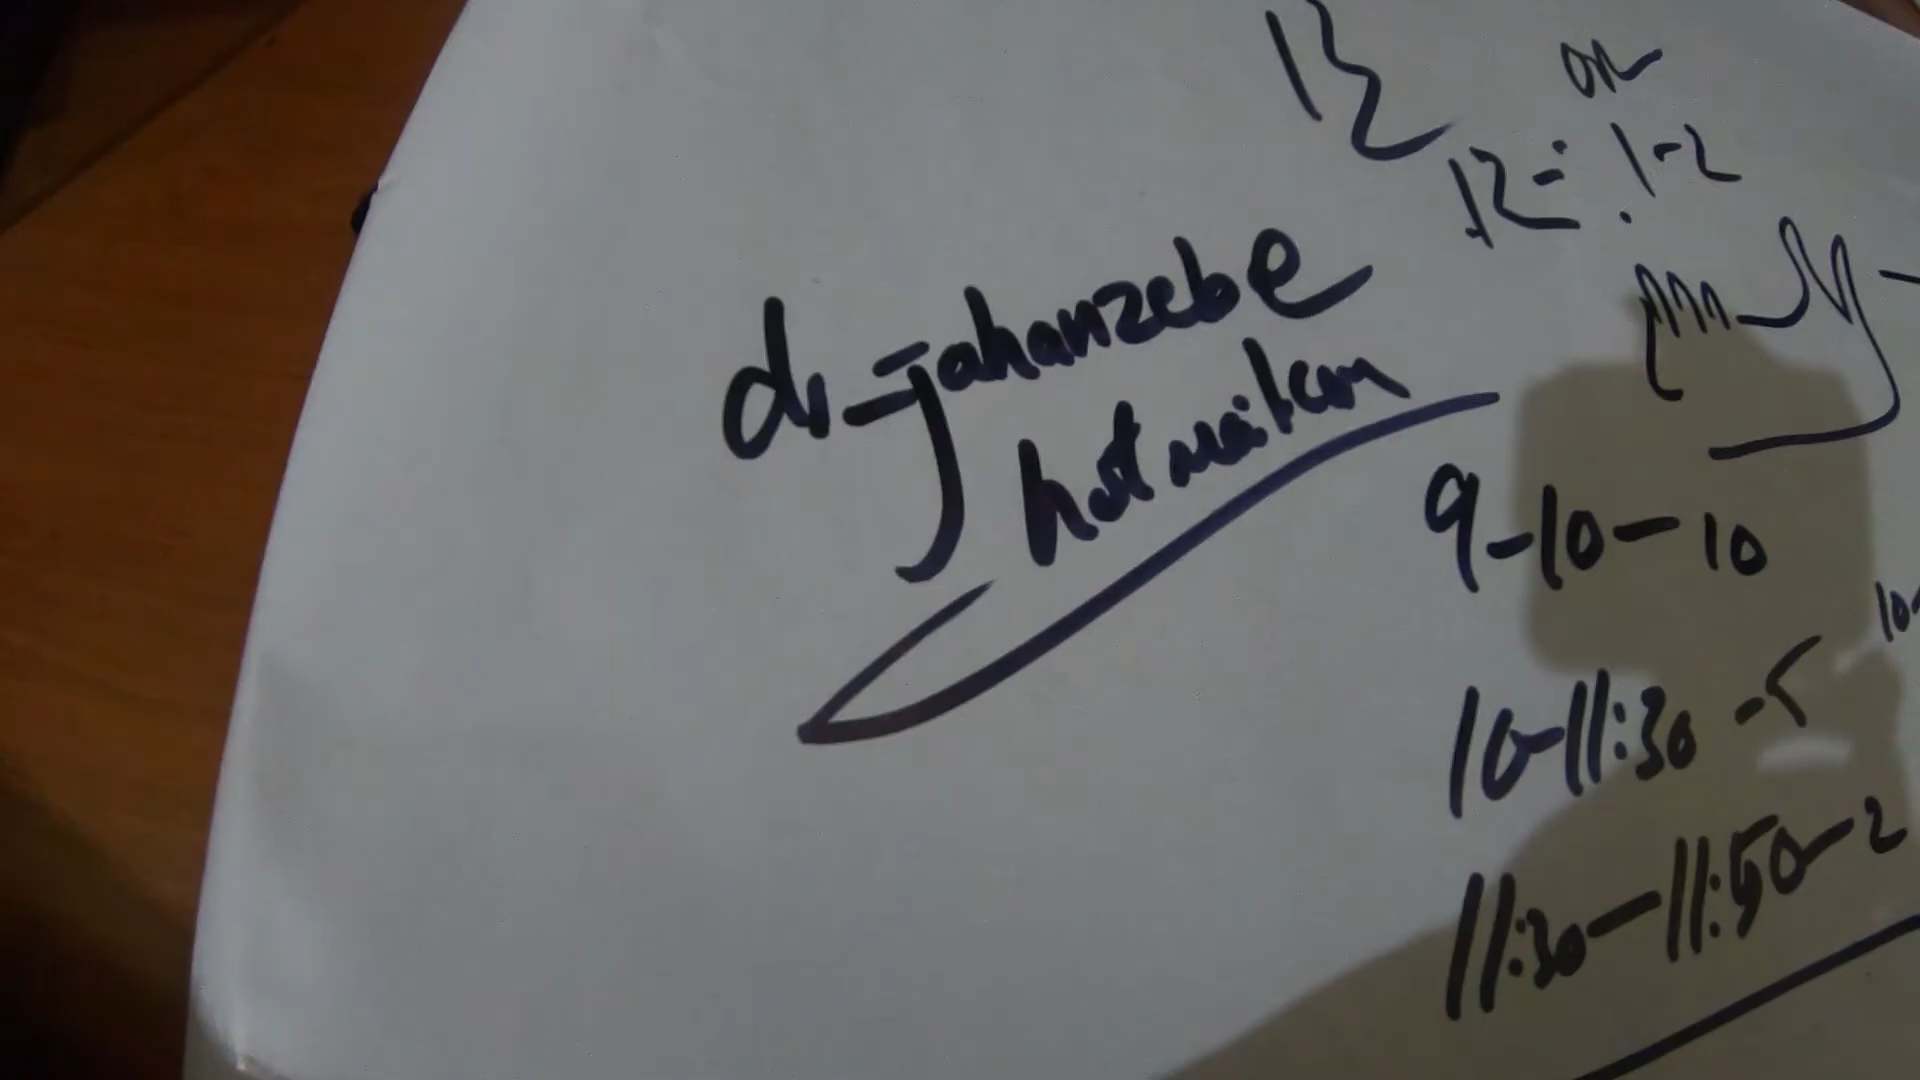 12
or
12 - 1-2
dr_jahanzebe
hotmail.com
9-10-10
10-11:30 -5
11:30-11:50-2